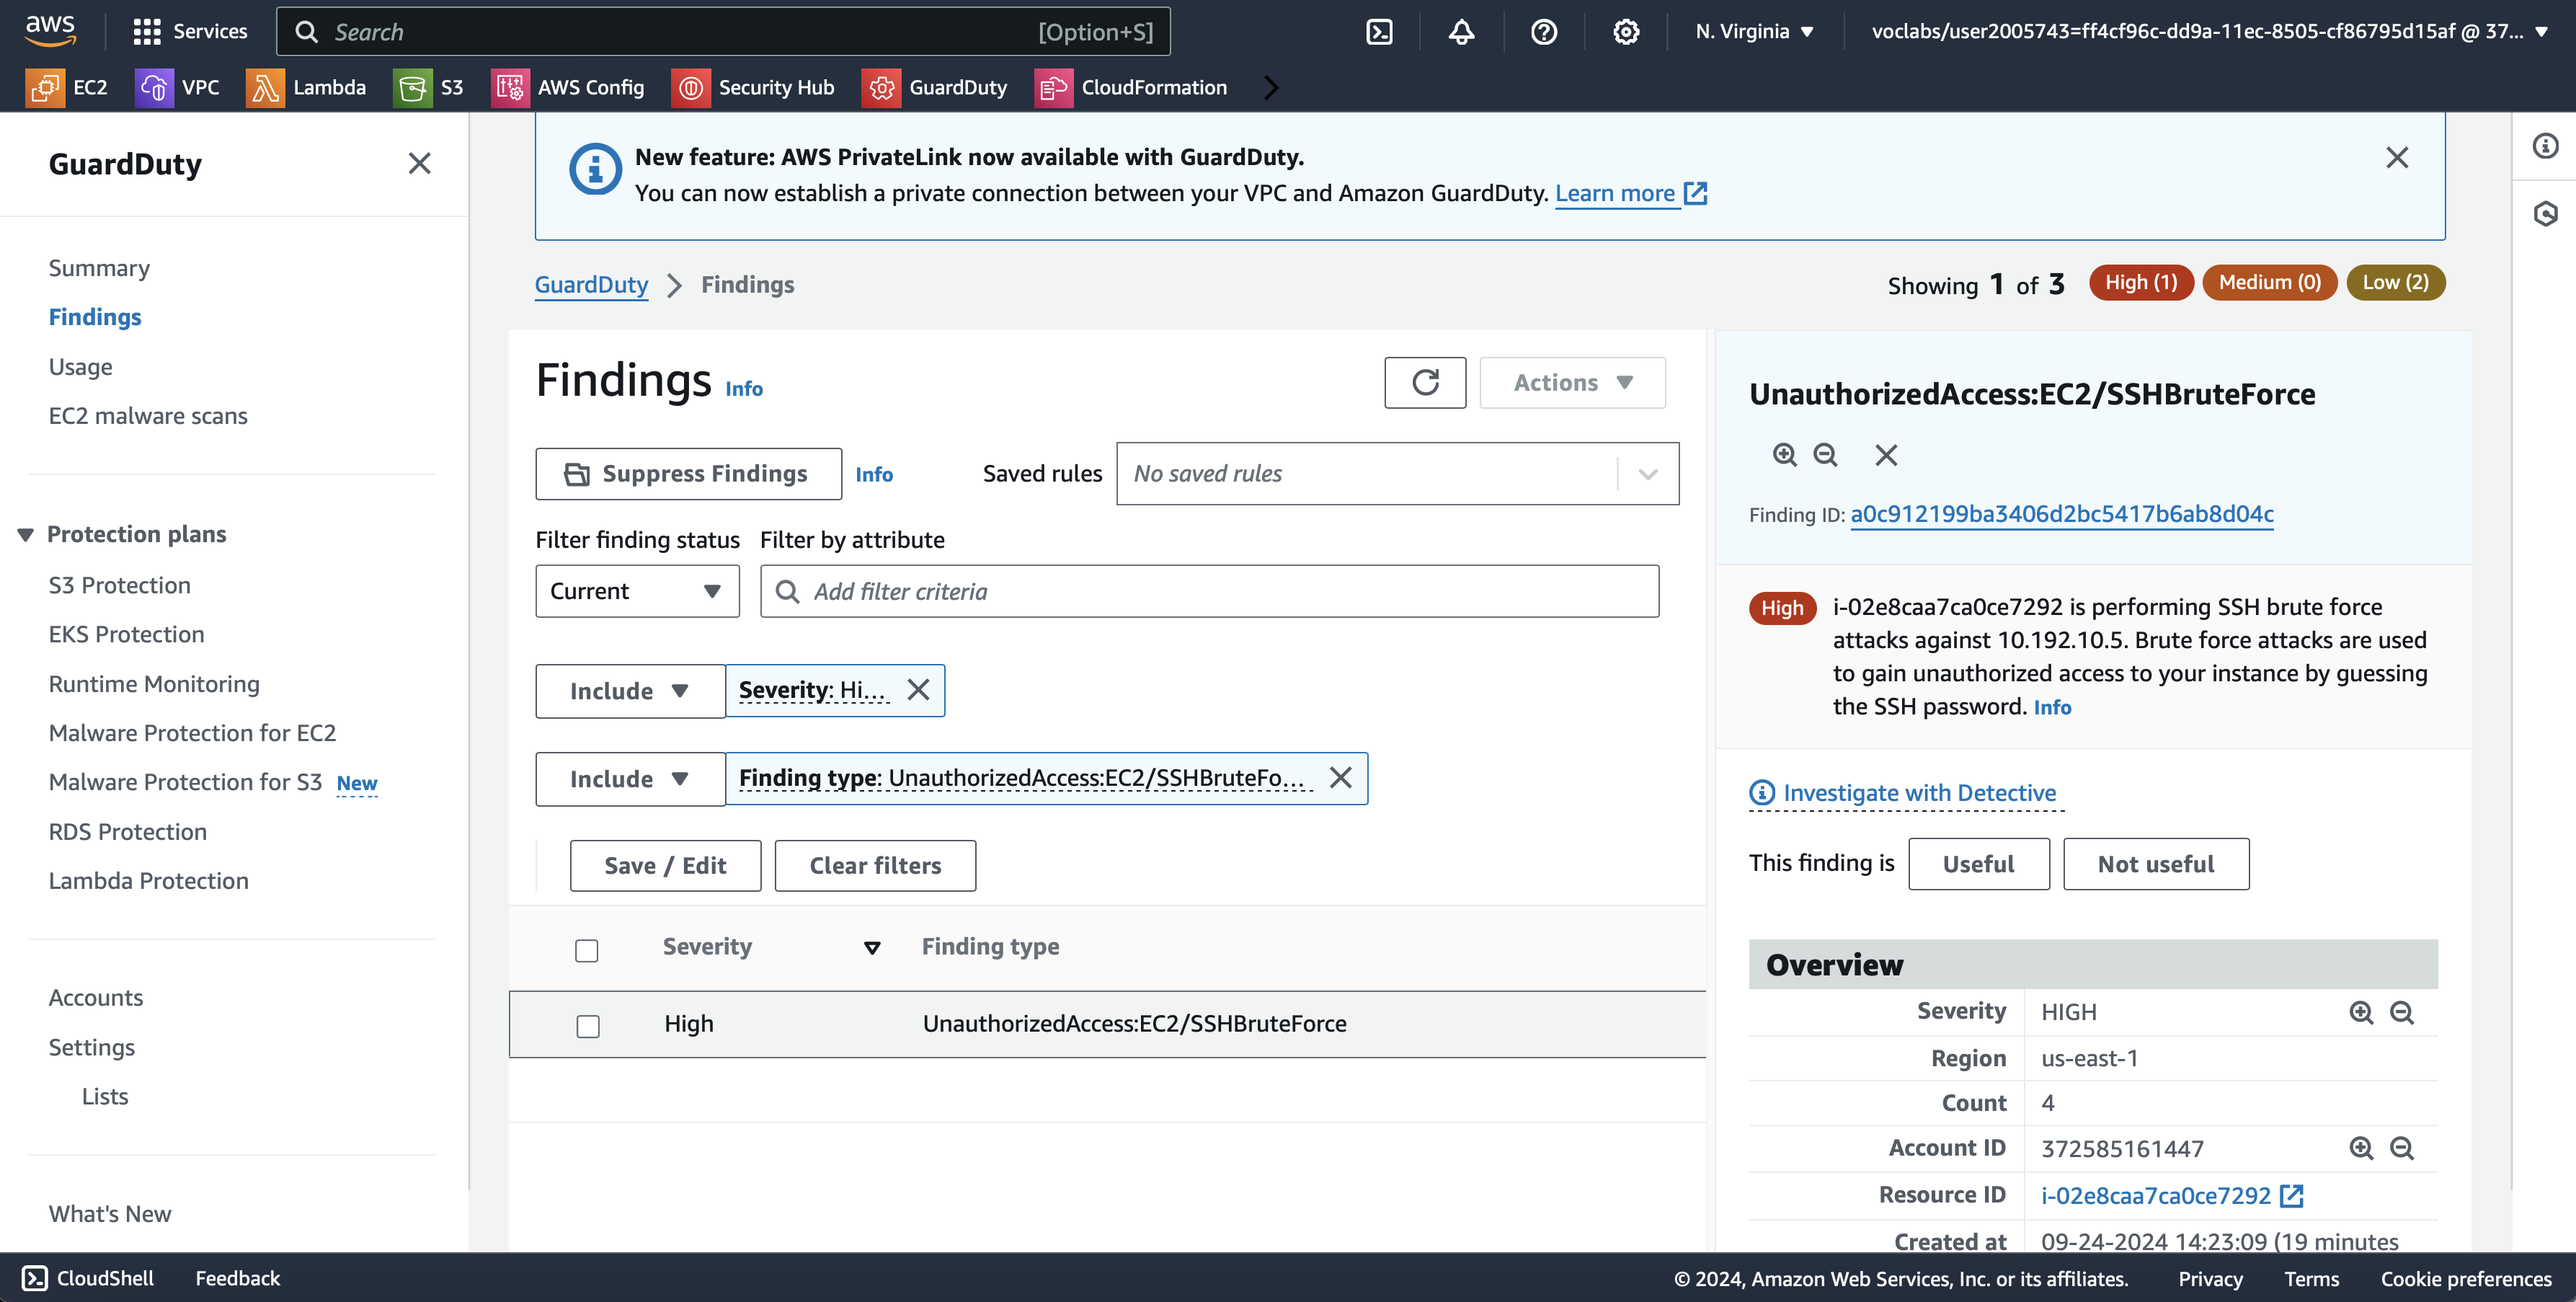 aws
Services
Search
[Option+S]
N. Virginia
voclabs/user2005743=ff4cf96c-dd9a-11ec-8505-cf86795d15af @ 37...
EC2
VPC
Lambda
S3
AWS Config
Security Hub
GuardDuty
CloudFormation
GuardDuty
Summary
Findings
Usage
EC2 malware scans
Protection plans
S3 Protection
EKS Protection
Runtime Monitoring
Malware Protection for EC2
Malware Protection for S3 New
RDS Protection
Lambda Protection
Accounts
Settings
Lists
What's New
New feature: AWS PrivateLink now available with GuardDuty.
You can now establish a private connection between your VPC and Amazon GuardDuty. Learn more
GuardDuty
Findings
Showing 1 of 3
High (1)
Medium (0)
Low (2)
Findings Info
Actions
Suppress Findings
Info
Saved rules
No saved rules
Filter finding status
Filter by attribute
Current
Add filter criteria
Include
Severity: Hi...
Include
Finding type: UnauthorizedAccess:EC2/SSHBruteFo...
Save / Edit
Clear filters
Severity
Finding type
High
UnauthorizedAccess:EC2/SSHBruteForce
UnauthorizedAccess:EC2/SSHBruteForce
Finding ID: a0c912199ba3406d2bc5417b6ab8d04c
High
i-02e8caa7ca0ce7292 is performing SSH brute force
attacks against 10.192.10.5. Brute force attacks are used
to gain unauthorized access to your instance by guessing
the SSH password. Info
Investigate with Detective
This finding is
Useful
Not useful
Overview
Severity
HIGH
Region
us-east-1
Count
4
Account ID
372585161447
Resource ID
i-02e8caa7ca0ce7292
Created at
09-24-2024 14:23:09 (19 minutes
CloudShell
Feedback
© 2024, Amazon Web Services, Inc. or its affiliates.
Privacy
Terms
Cookie preferences